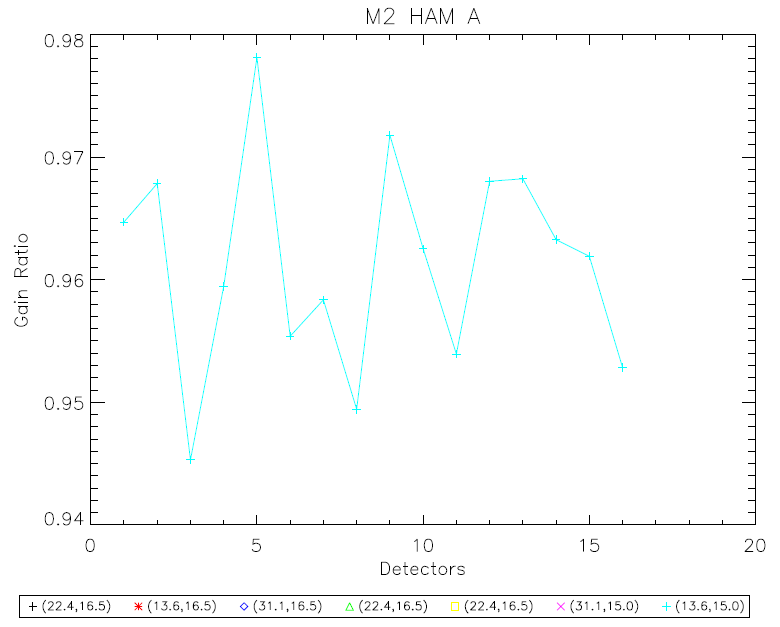 M2 HAM A
0.98
0.97
0.96
0.95
0.94
Gain Ratio
0 5 10 15 20
Detectors
(22.4,16.5) (13.6,16.5) (31.1,16.5) (22.4,16.5) (22.4,16.5) (31.1,15.0) (13.6,15.0)